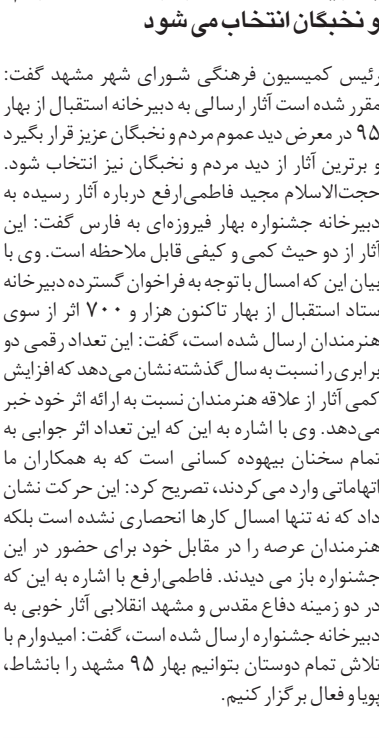 و نخبگان انتخاب می شود
رئیس کمیسیون فرهنگی شـورای شهر مشهد گفت:
مقرر شده است آثار ارسالی به دبیرخانه استقبال از بهار
۹۵ در معرض دید عموم مردم و نخبگان عزیز قرار بگیرد
و برترین آثار از دید مردم و نخبگان نیز انتخاب شود.
حجت‌الاسلام مجید فاطمی‌ارفع درباره آثار رسیده به
دبیرخانه جشنواره بهار فیروزه‌ای به فارس گفت: این
آثار از دو حیث کمی و کیفی قابل ملاحظه است. وی با
بیان این که امسال با توجه به فراخوان گسترده دبیرخانه
ستاد استقبال از بهار تاکنون هزار و ۷۰۰ اثر از سوی
هنرمندان ارسال شده است، گفت: این تعداد رقمی دو
برابری را نسبت به سال گذشته نشان می‌دهد که افزایش
کمی آثار از علاقه هنرمندان نسبت به ارائه اثر خود خبر
می‌دهد. وی با اشاره به این که این تعداد اثر جوابی به
تمام سخنان بیهوده کسانی است که به همکاران ما
اتهاماتی وارد می‌کردند، تصریح کرد: این حرکت نشان
داد که نه تنها امسال کارها انحصاری نشده است بلکه
هنرمندان عرصه را در مقابل خود برای حضور در این
جشنواره باز می دیدند. فاطمی‌ارفع با اشاره به این که
در دو زمینه دفاع مقدس و مشهد انقلابی آثار خوبی به
دبیرخانه جشنواره ارسال شده است، گفت: امیدوارم با
تلاش تمام دوستان بتوانیم بهار ۹۵ مشهد را بانشاط،
پویا و فعال برگزار کنیم.